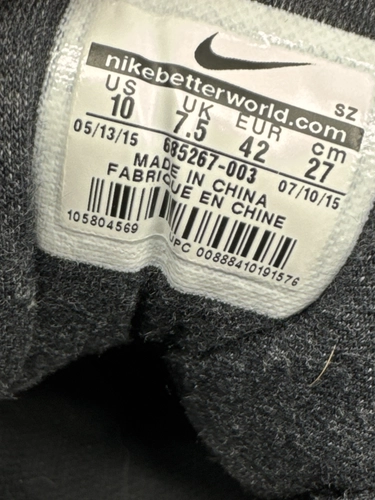 nikebetterworld.com
SZ
US UK EUR cm
10 7.5 42 27
05/13/15 685267-003 07/10/15
MADE IN CHINA
FABRIQUE EN CHINE
105804569 UPC 00888410191576